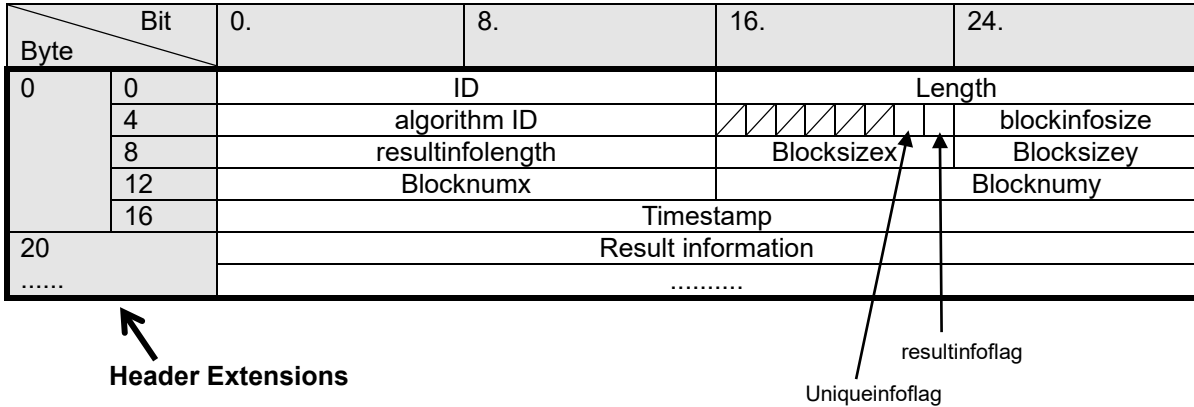 Bit 0. 8. 16. 24.
Byte
0 0 ID Length
4 algorithm ID blockinfosize
8 resultinfolength Blocksizex Blocksizey
12 Blocknumx Blocknumy
16 Timestamp
20 Result information
...... ..........
resultinfoflag
Header Extensions
Uniqueinfoflag